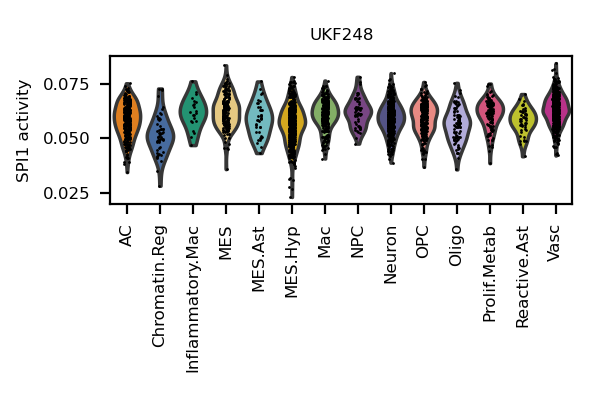 UKF248
SPI1 activity
0.075
0.050
0.025
AC
Chromatin.Reg
Inflammatory.Mac
MES
MES.Ast
MES.Hyp
Mac
NPC
Neuron
OPC
Oligo
Prolif.Metab
Reactive.Ast
Vasc